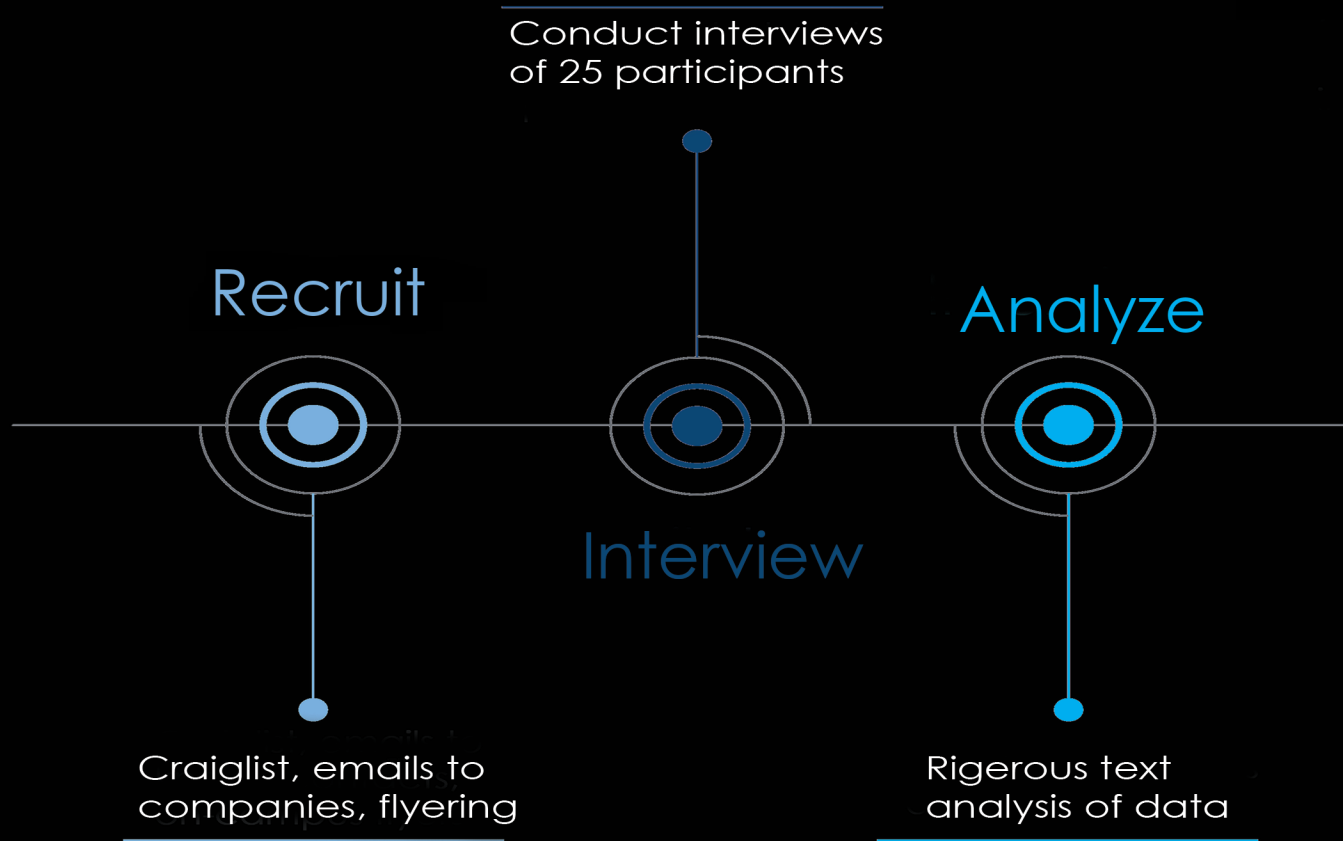 Conduct interviews
of 25 participants
Recruit
Analyze
Interview
Craiglist, emails to
companies, flyering
Rigerous text
analysis of data